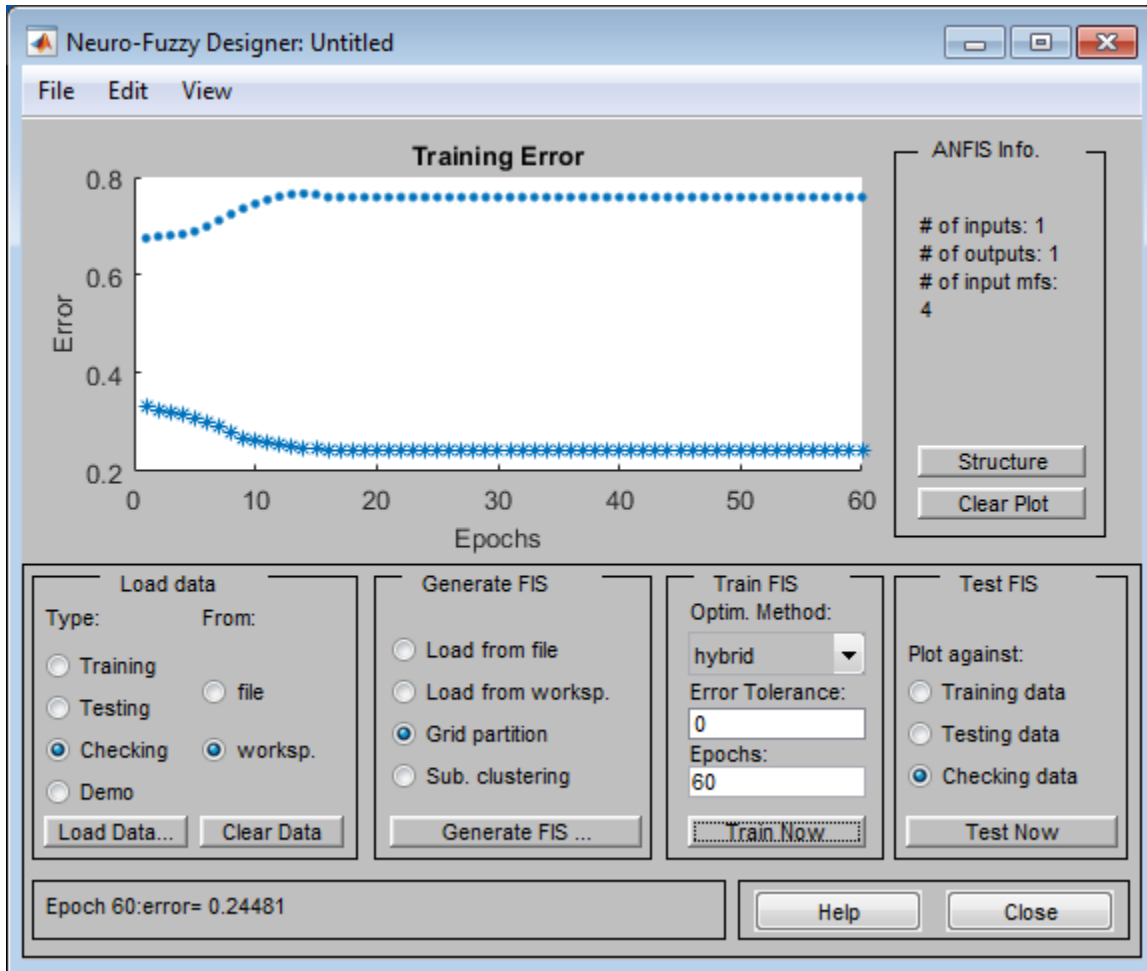 Neuro-Fuzzy Designer: Untitled
File Edit View
Training Error
0.8
0.6
0.4
0.2
Error
0 10 20 30 40 50 60
Epochs
ANFIS Info.
# of inputs: 1
# of outputs: 1
# of input mfs:
4
Structure
Clear Plot
Load data
Type: From:
Training
Testing
Checking
Demo
file
worksp.
Load Data... Clear Data
Generate FIS
Load from file
Load from worksp.
Grid partition
Sub. clustering
Generate FIS ...
Train FIS
Optim. Method:
hybrid
Error Tolerance:
0
Epochs:
60
Train Now
Test FIS
Plot against:
Training data
Testing data
Checking data
Test Now
Epoch 60:error= 0.24481
Help Close